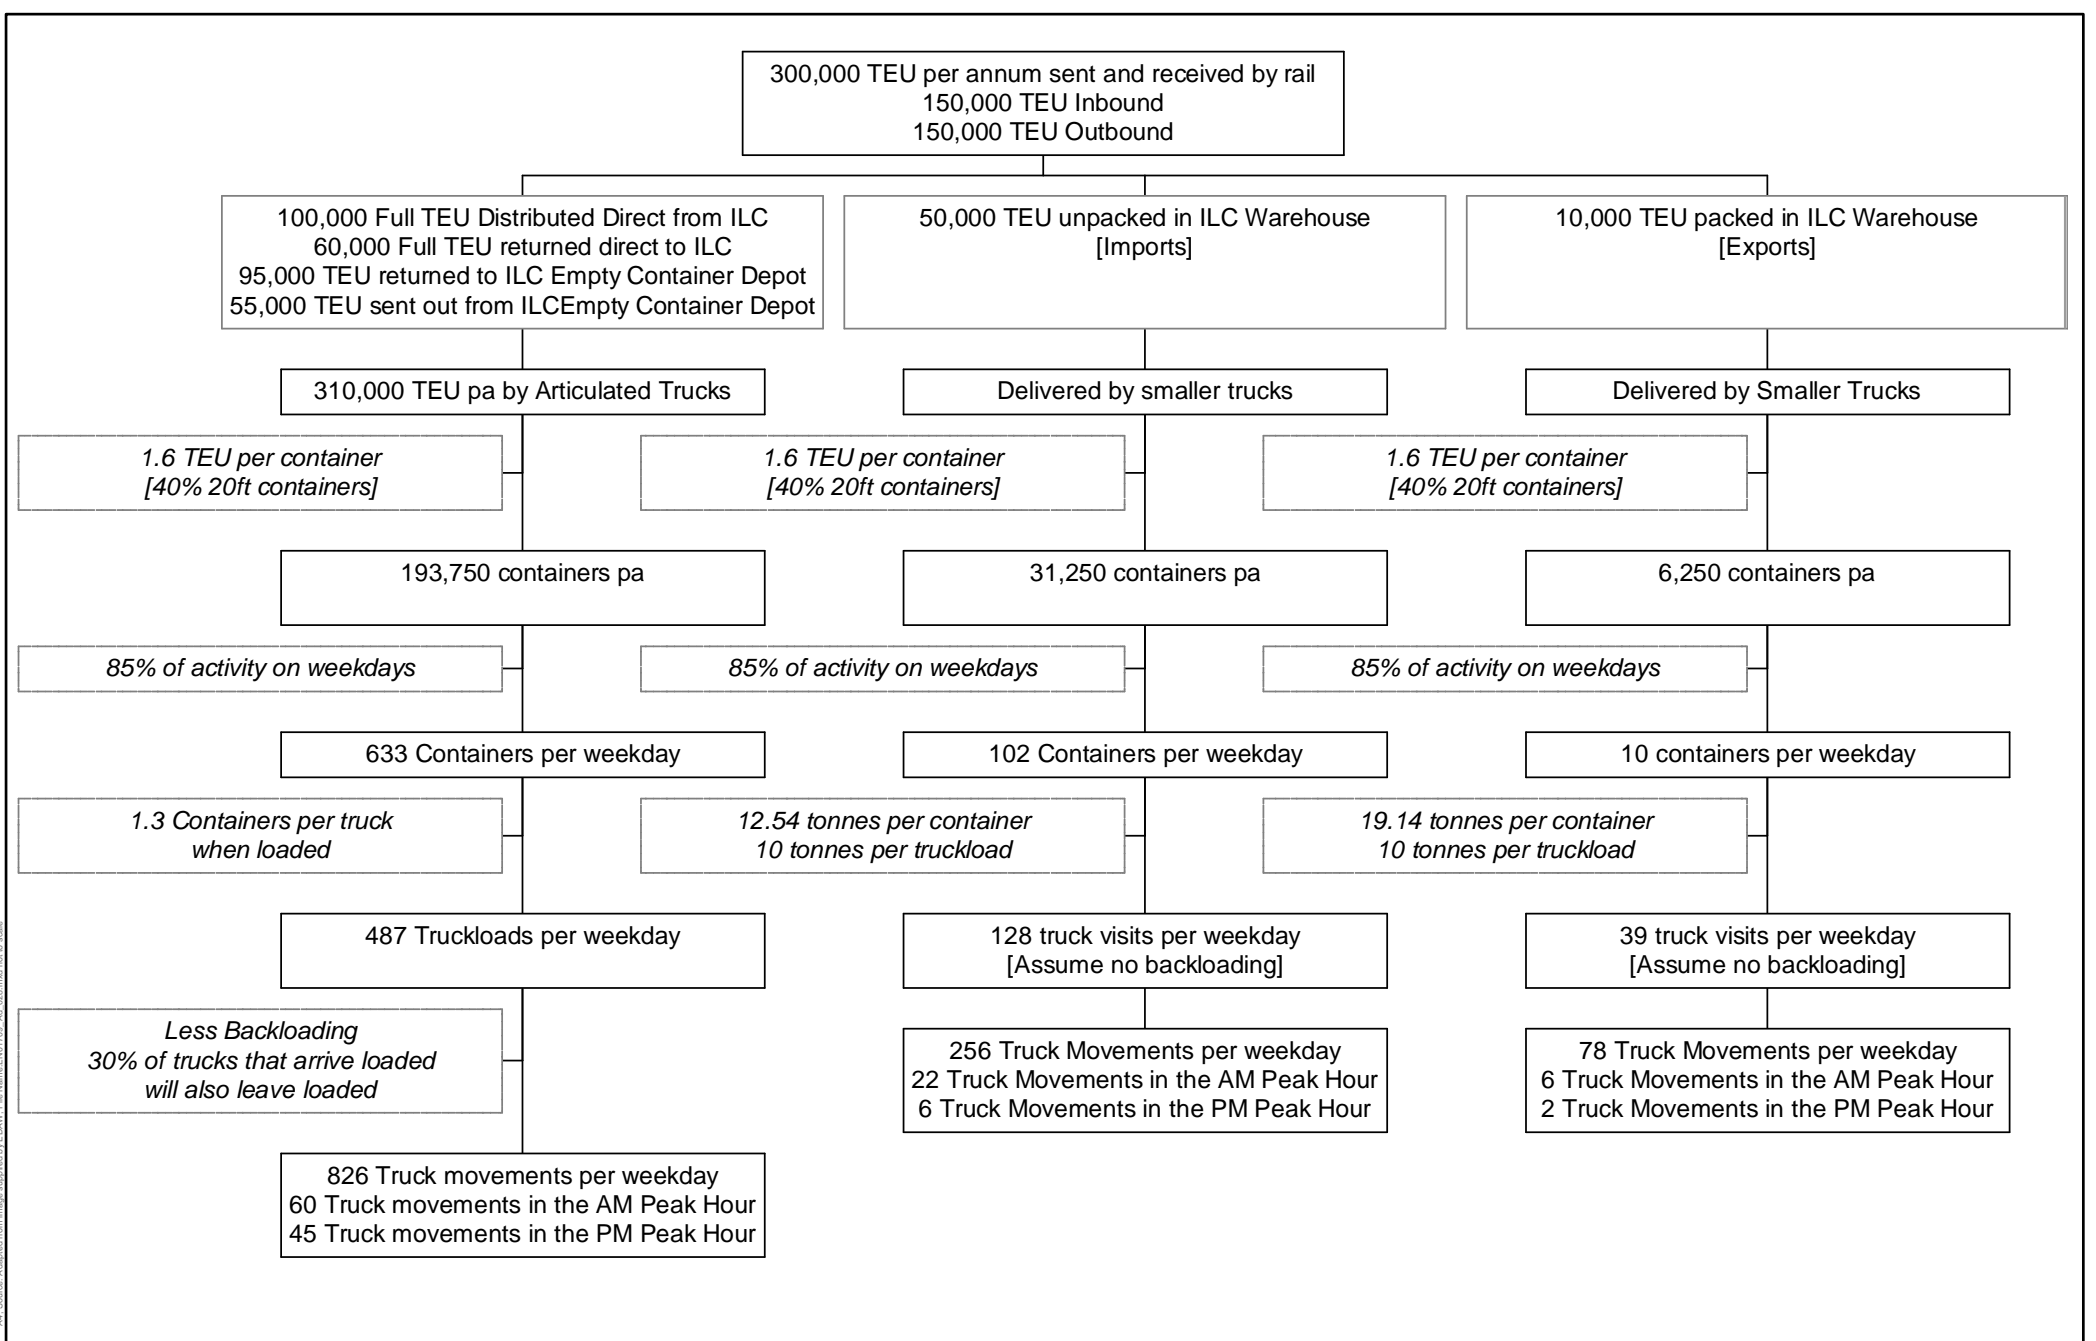 300,000 TEU per annum sent and received by rail
150,000 TEU Inbound
150,000 TEU Outbound
100,000 Full TEU Distributed Direct from ILC
60,000 Full TEU returned direct to ILC
95,000 TEU returned to ILC Empty Container Depot
55,000 TEU sent out from ILCEmpty Container Depot
50,000 TEU unpacked in ILC Warehouse
[Imports]
10,000 TEU packed in ILC Warehouse
[Exports]
310,000 TEU pa by Articulated Trucks
Delivered by smaller trucks
Delivered by Smaller Trucks
1.6 TEU per container
[40% 20ft containers]
1.6 TEU per container
[40% 20ft containers]
1.6 TEU per container
[40% 20ft containers]
193,750 containers pa
31,250 containers pa
6,250 containers pa
85% of activity on weekdays
85% of activity on weekdays
85% of activity on weekdays
633 Containers per weekday
102 Containers per weekday
10 containers per weekday
1.3 Containers per truck
when loaded
12.54 tonnes per container
10 tonnes per truckload
19.14 tonnes per container
10 tonnes per truckload
487 Truckloads per weekday
128 truck visits per weekday
[Assume no backloading]
39 truck visits per weekday
[Assume no backloading]
Less Backloading
30% of trucks that arrive loaded
will also leave loaded
256 Truck Movements per weekday
22 Truck Movements in the AM Peak Hour
6 Truck Movements in the PM Peak Hour
78 Truck Movements per weekday
6 Truck Movements in the AM Peak Hour
2 Truck Movements in the PM Peak Hour
826 Truck movements per weekday
60 Truck movements in the AM Peak Hour
45 Truck movements in the PM Peak Hour